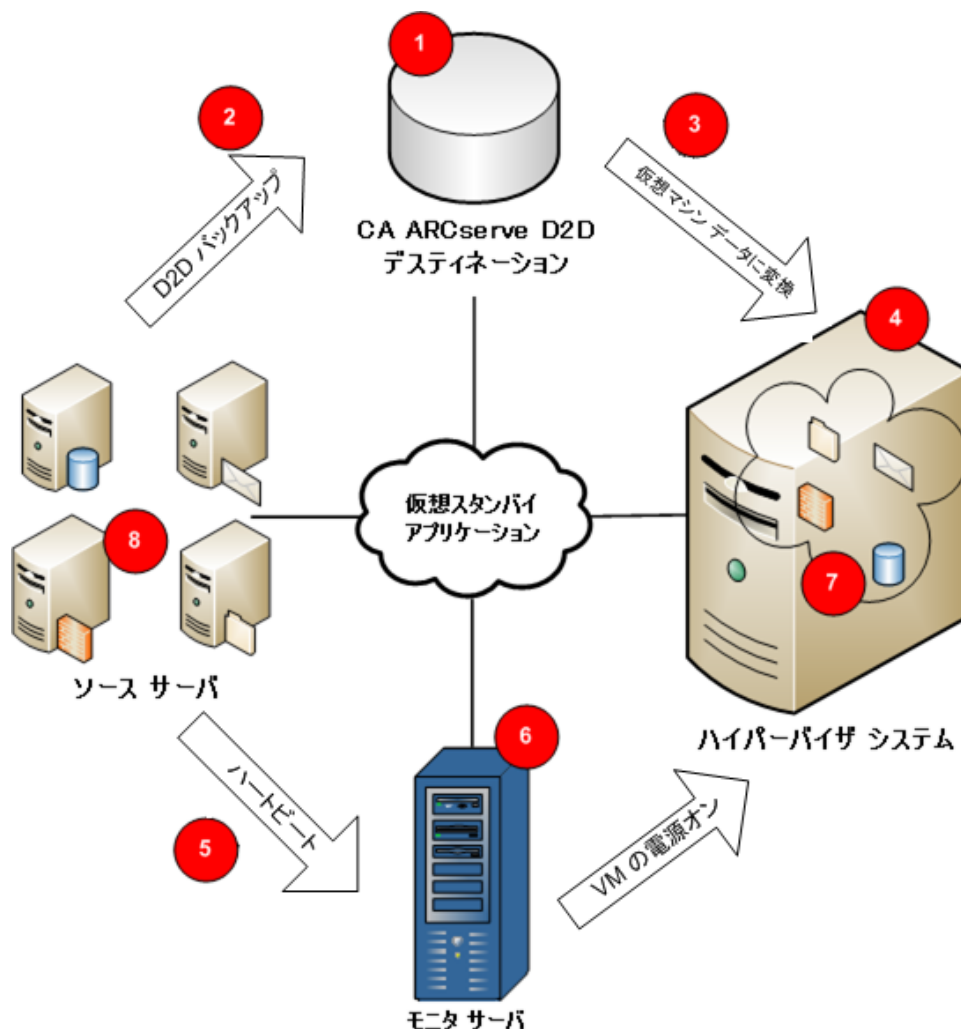 1
2
3
D2D バックアップ
仮想マシン データに変換
CA ARCserve D2D
デスティネーション
4
仮想スタンバイ
アプリケーション
8
7
ソース サーバ
ハイパーバイザ システム
6
ハートビート
5
VM の電源オン
モニタ サーバ